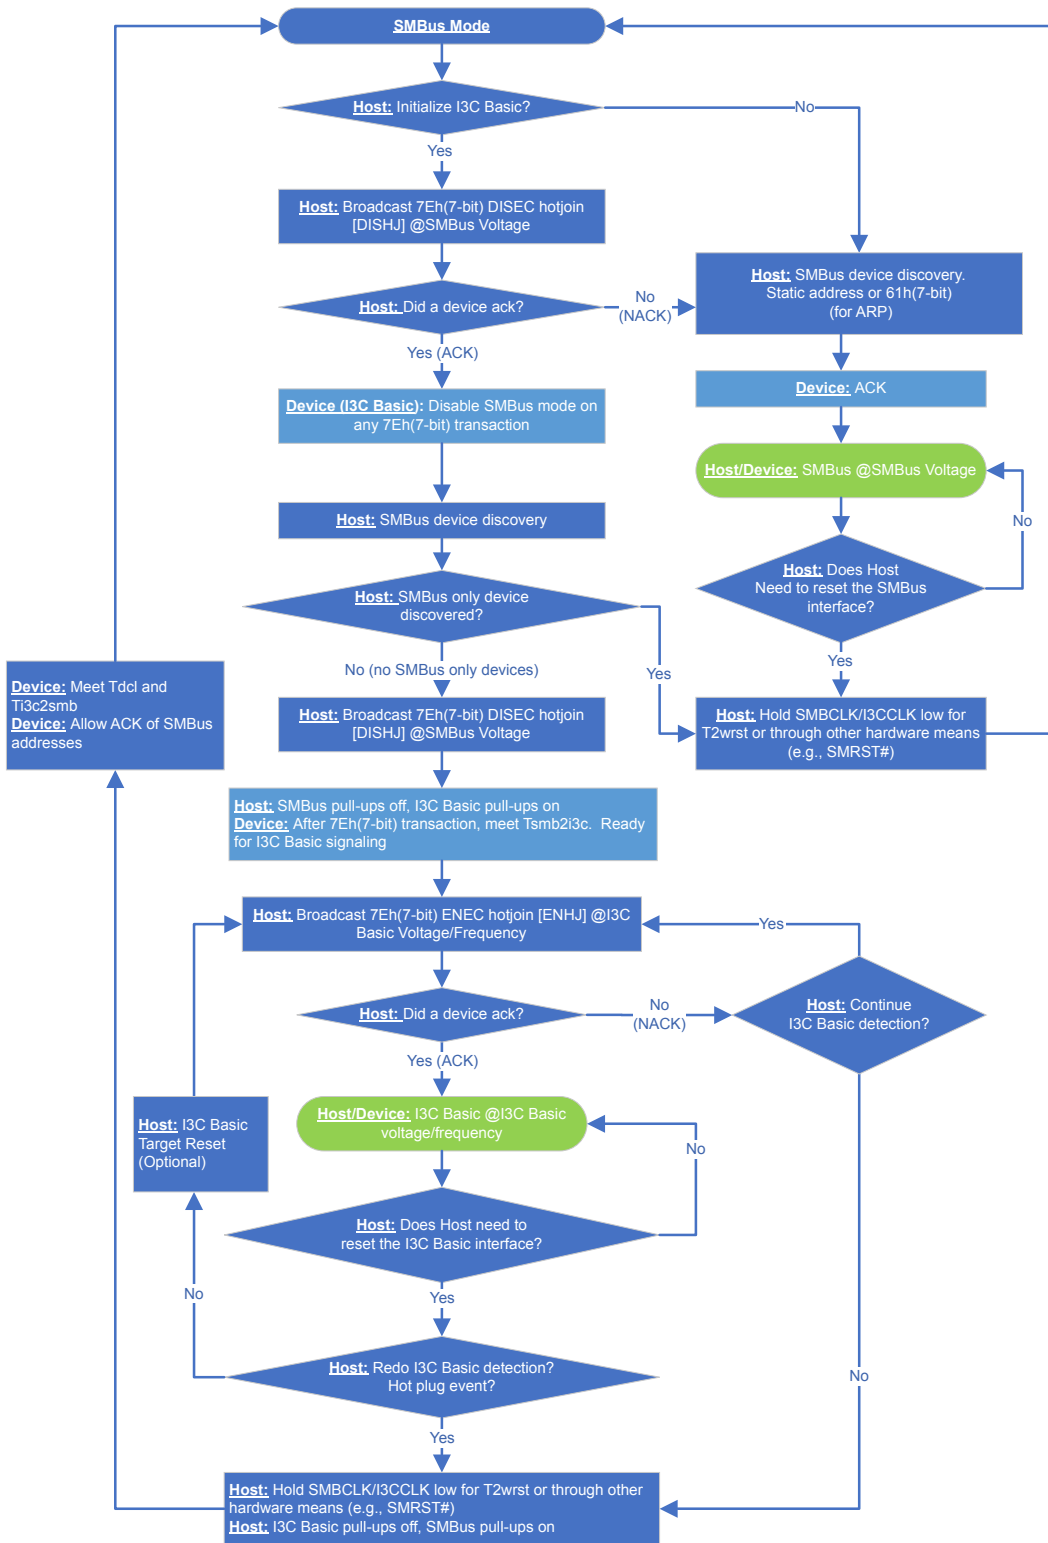 SMBus Mode
Host: Initialize I3C Basic?
No
Yes
Host: Broadcast 7Eh(7-bit) DISEC hotjoin
[DISHJ] @SMBus Voltage
Host: SMBus device discovery.
Static address or 61h(7-bit)
(for ARP)
Host: Did a device ack?
No
(NACK)
Yes (ACK)
Device: ACK
Device (I3C Basic): Disable SMBus mode on
any 7Eh(7-bit) transaction
Host/Device: SMBus @SMBus Voltage
No
Host: SMBus device discovery
Host: Does Host
Need to reset the SMBus
interface?
Host: SMBus only device
discovered?
Yes
No (no SMBus only devices)
Yes
Device: Meet Tdcl and
Ti3c2smb
Device: Allow ACK of SMBus
addresses
Host: Broadcast 7Eh(7-bit) DISEC hotjoin
[DISHJ] @SMBus Voltage
Host: Hold SMBCLK/I3CCLK low for
T2wrst or through other hardware means
(e.g., SMRST#)
Host: SMBus pull-ups off, I3C Basic pull-ups on
Device: After 7Eh(7-bit) transaction, meet Tsmb2i3c. Ready
for I3C Basic signaling
Host: Broadcast 7Eh(7-bit) ENEC hotjoin [ENHJ] @I3C
Basic Voltage/Frequency
Yes
Host: Did a device ack?
No
(NACK)
Host: Continue
I3C Basic detection?
Yes (ACK)
Host/Device: I3C Basic @I3C Basic
voltage/frequency
Host: I3C Basic
Target Reset
(Optional)
No
Host: Does Host need to
reset the I3C Basic interface?
No
Yes
Host: Redo I3C Basic detection?
Hot plug event?
No
Yes
Host: Hold SMBCLK/I3CCLK low for T2wrst or through other
hardware means (e.g., SMRST#)
Host: I3C Basic pull-ups off, SMBus pull-ups on